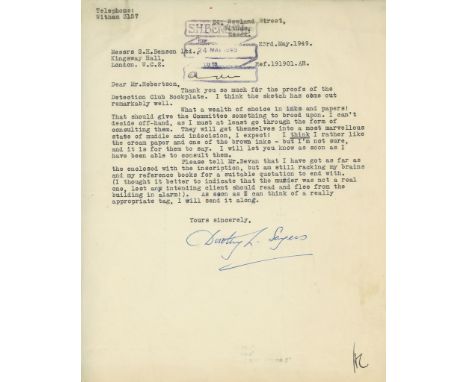 Telephone:
Witham 3157
24, Newland Street,
Witham,
Essex.
S.H. BENSON
24 MAY 1949
23rd.May.1949.
Messrs S.H.Benson Ltd.
Kingsway Hall,
London. W.C.2.
Ref.191901.AR.
Dear Mr.Robertson,
Thank you so much for the proofs of the
Detection Club Bookplate. I think the sketch has come out
remarkably well.
What a wealth of choice in inks and papers!
That should give the Committee something to brood upon. I can't
decide off-hand, as I must at least go through the form of
consulting them. They will get themselves into a most marvellous
state of muddle and indecision, I expect! I think I rather like
the cream paper and one of the brown inks - but I'm not sure,
and it is for them to say. I will let you know as soon as I
have been able to consult them.
Please tell Mr.Bevan that I have got as far as
the enclosed with the inscription, but am still racking my brains
and my reference books for a suitable quotation to end with.
(I thought it better to indicate that the murder was not a real
one, lest any intending client should read and flee from the
building in alarm!). As soon as I can think of a really
appropriate tag, I will send it along.
Yours sincerely,
Dorothy L. Sayers